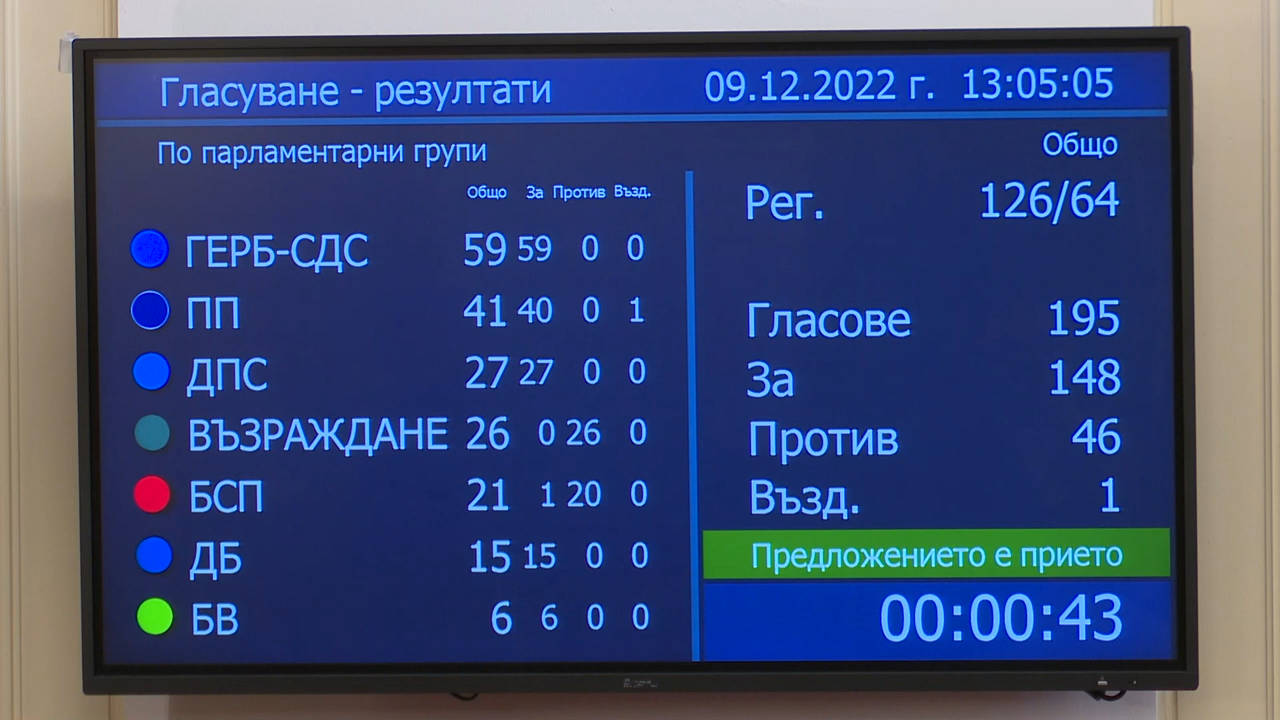 Гласуване - резултати 09.12.2022 г. 13:05:05
По парламентарни групи
Общо За Против Възд.
ГЕРБ-СДС 59 59 0 0
ПП 41 40 0 1
ДПС 27 27 0 0
ВЪЗРАЖДАНЕ 26 0 26 0
БСП 21 1 20 0
ДБ 15 15 0 0
БВ 6 6 0 0
Общо
Рег. 126/64
Гласове 195
За 148
Против 46
Възд. 1
Предложението е прието
00:00:43